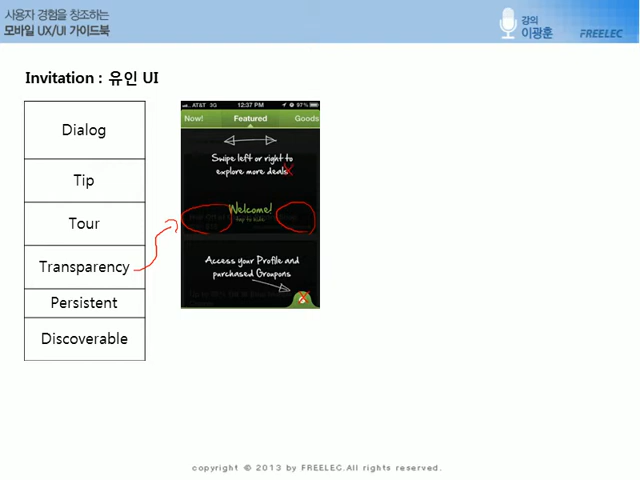 사용자 경험을 창조하는
모바일 UX/UI 가이드북
강의
이광훈
FREELEC
Invitation : 유인 UI
Dialog
Tip
Tour
Transparency
Persistent
Discoverable
AT&T 3G 12:37 PM 97%
Now! Featured Goods
Swipe left or right to
explore more deals
Welcome!
tap to hide
Access your Profile and
purchased Groupons
copyright © 2013 by FREELEC.All rights reserved.